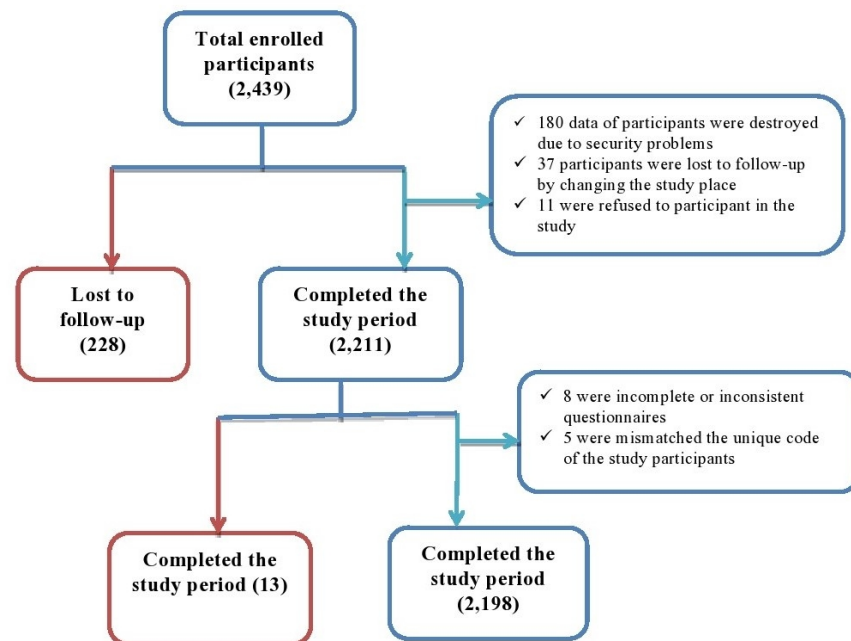 Total enrolled
participants
(2,439)
✓ 180 data of participants were destroyed
due to security problems
✓ 37 participants were lost to follow-up
by changing the study place
✓ 11 were refused to participant in the
study
Lost to
follow-up
(228)
Completed the
study period
(2,211)
✓ 8 were incomplete or inconsistent
questionnaires
✓ 5 were mismatched the unique code
of the study participants
Completed the
study period (13)
Completed the
study period
(2,198)